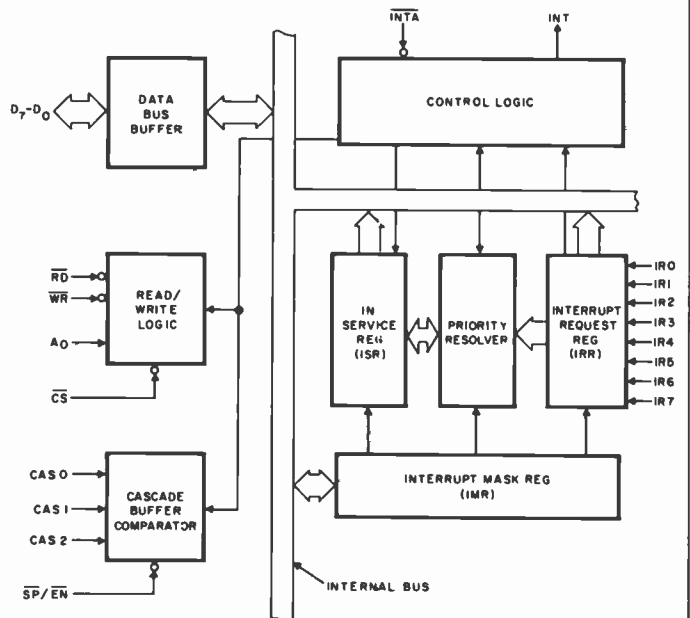 INTA
INT
D7-D0
DATA
BUS
BUFFER
CONTROL LOGIC
RD
WR
A0
CS
READ/
WRITE
LOGIC
IN
SERVICE
REG
(ISR)
PRIORITY
RESOLVER
INTERRUPT
REQUEST
REG
(IRR)
IR0
IR1
IR2
IR3
IR4
IR5
IR6
IR7
CAS 0
CAS 1
CAS 2
SP/EN
CASCADE
BUFFER
COMPARATOR
INTERRUPT MASK REG
(IMR)
INTERNAL BUS